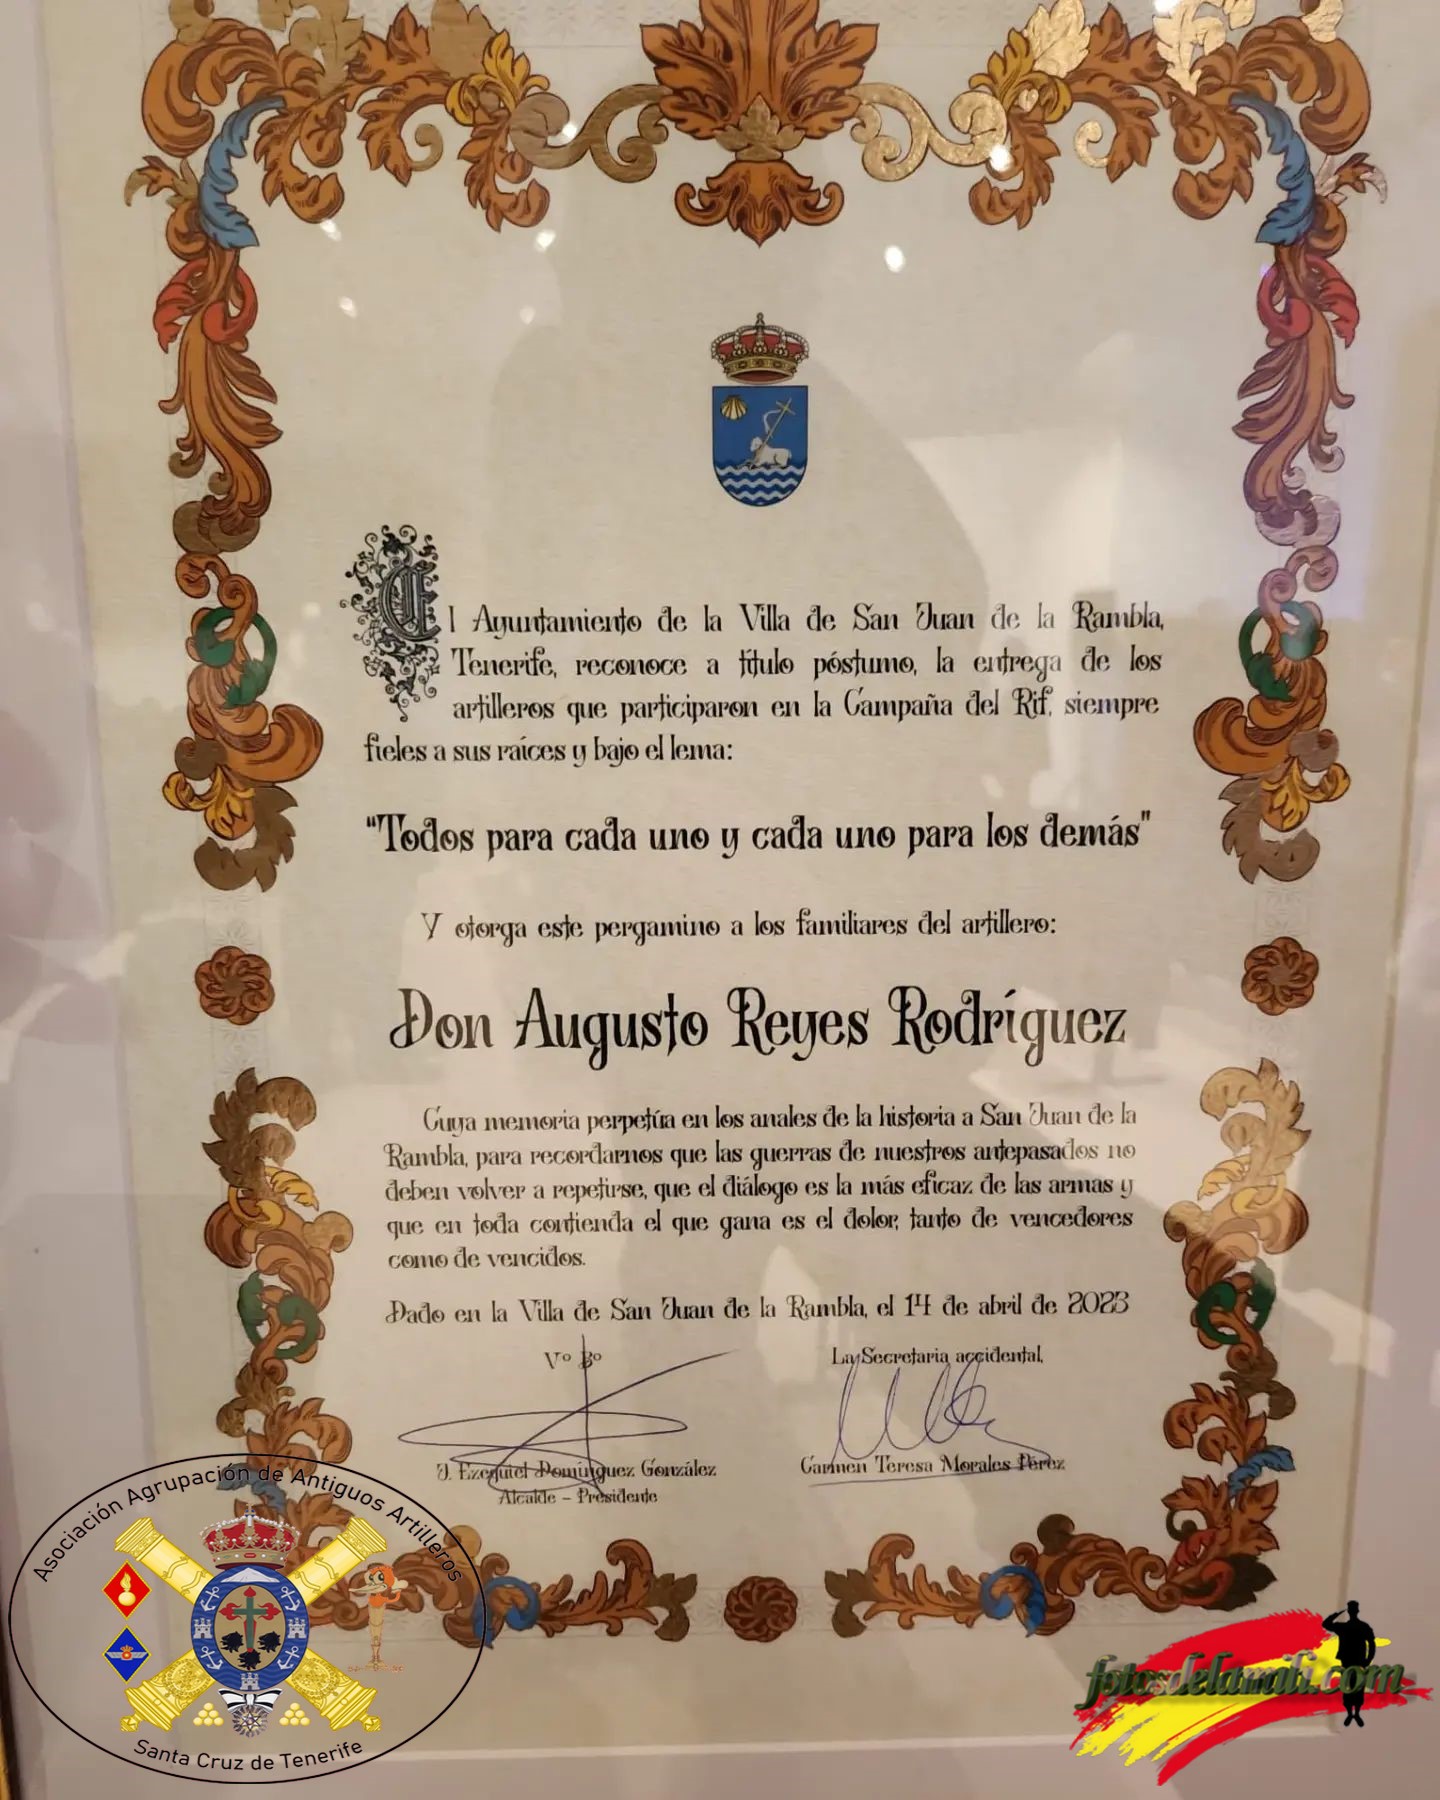 El Ayuntamiento de la Villa de San Juan de la Rambla,
Tenerife, reconoce a título póstumo, la entrega de los
artilleros que participaron en la Campaña del Rif, siempre
fieles a sus raíces y bajo el lema:
"Todos para cada uno y cada uno para los demás"
Y otorga este pergamino a los familiares del artillero:
Don Augusto Reyes Rodríguez
Cuya memoria perpetúa en los anales de la historia a San Juan de la
Rambla, para recordarnos que las guerras de nuestros antepasados no
deben volver a repetirse, que el diálogo es la más eficaz de las armas y
que en toda contienda el que gana es el dolor, tanto de vencedores
como de vencidos.
Dado en la Villa de San Juan de la Rambla, el 14 de abril de 2023
Vº Bº
La Secretaria accidental,
D. Ezequiel Domínguez González
Carmen Teresa Morales Pérez
Alcalde – Presidente
Asociación Agrupación de Antiguos Artilleros
Santa Cruz de Tenerife
fotosdelamili.com